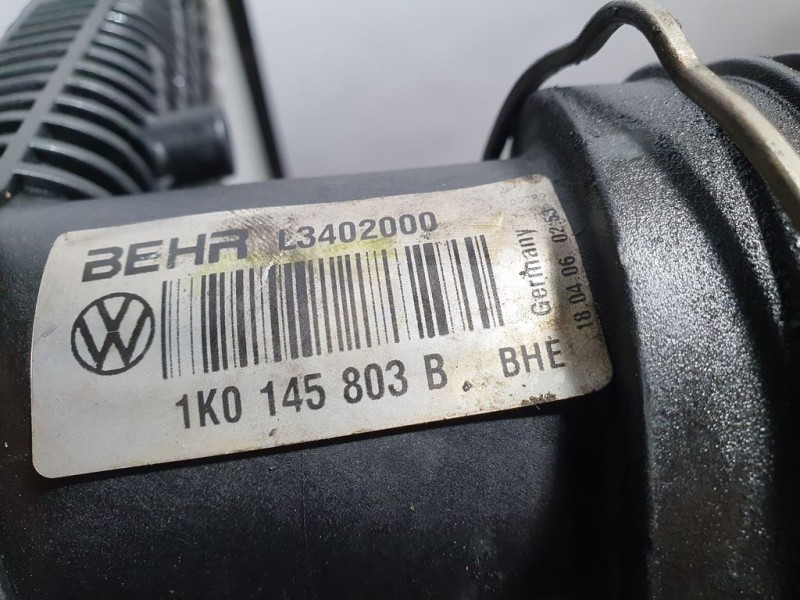 BEHR L3402000
1K0 145 803 B BHE
Germany
18.04.06 02:53